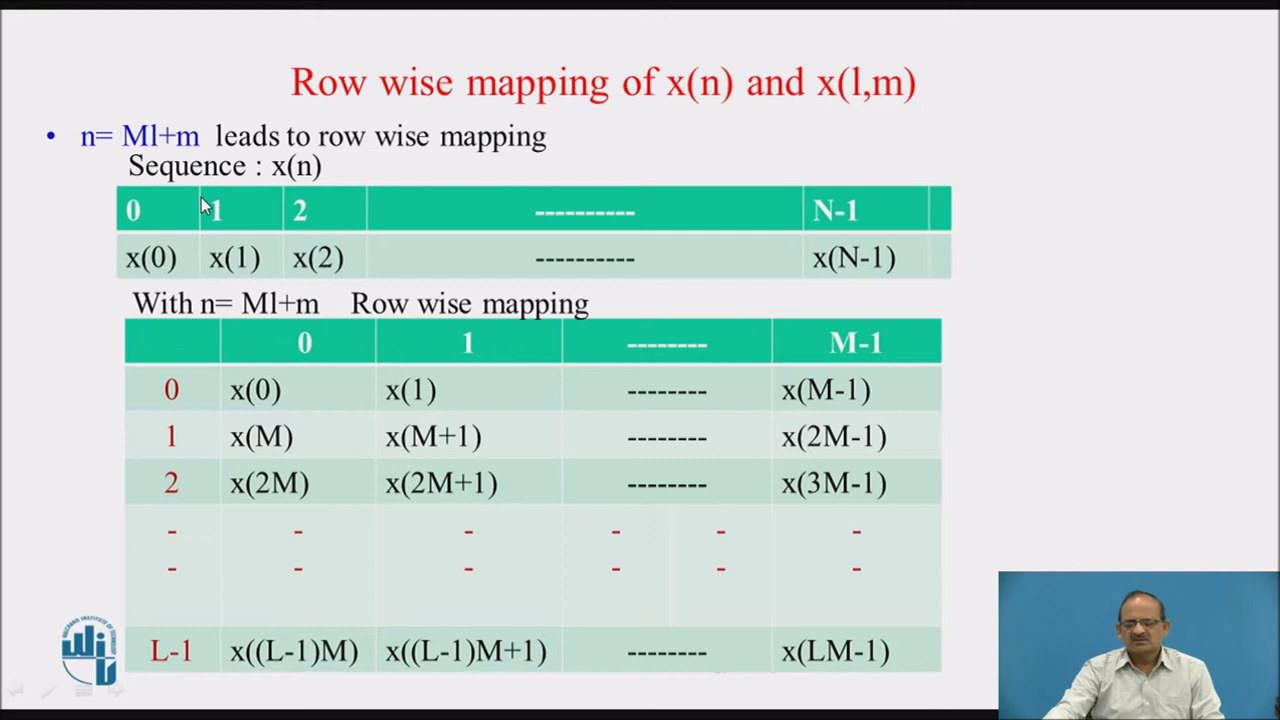 Row wise mapping of x(n) and x(l,m)
• n= Ml+m leads to row wise mapping
Sequence : x(n)
0 1 2 ---------- N-1
x(0) x(1) x(2) ---------- x(N-1)
With n= Ml+m Row wise mapping
0 1 -------- M-1
0 x(0) x(1) -------- x(M-1)
1 x(M) x(M+1) -------- x(2M-1)
2 x(2M) x(2M+1) -------- x(3M-1)
- - - - - -
- - - - - -
L-1 x((L-1)M) x((L-1)M+1) -------- x(LM-1)